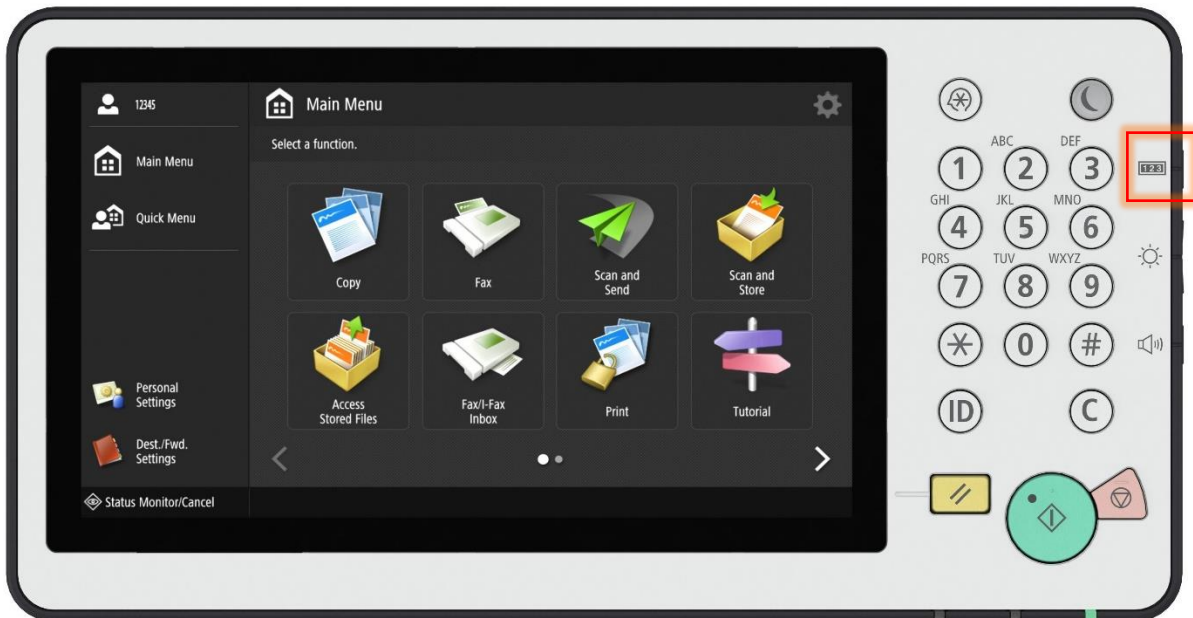 12345
Main Menu
Quick Menu
Personal
Settings
Dest./Fwd.
Settings
Status Monitor/Cancel
Main Menu
Select a function.
Copy
Fax
Scan and
Send
Scan and
Store
Access
Stored Files
Fax/I-Fax
Inbox
Print
Tutorial
ABC DEF
1 2 3
123
GHI JKL MNO
4 5 6
PQRS TUV WXYZ
7 8 9
* 0 #
ID C